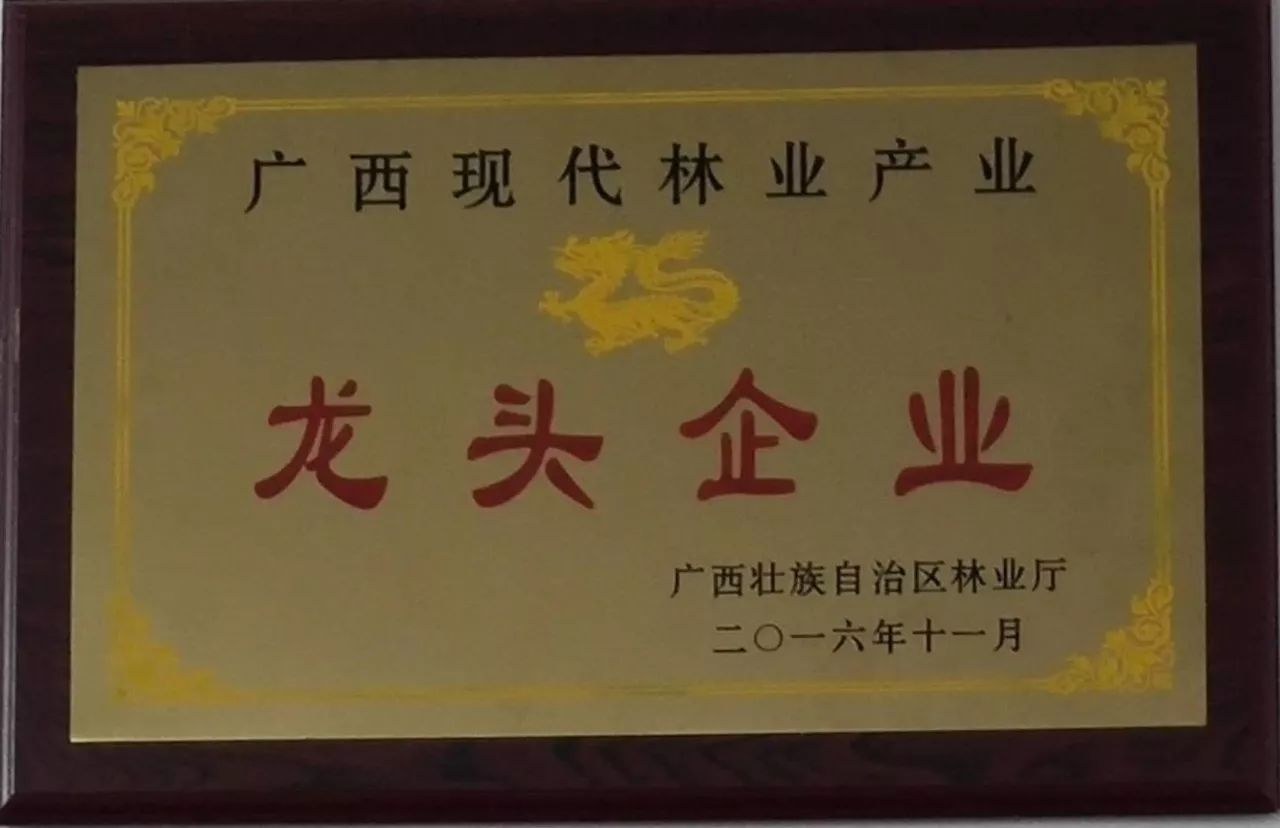 广西现代林业产业
龙头企业
广西壮族自治区林业厅
二〇一六年十一月